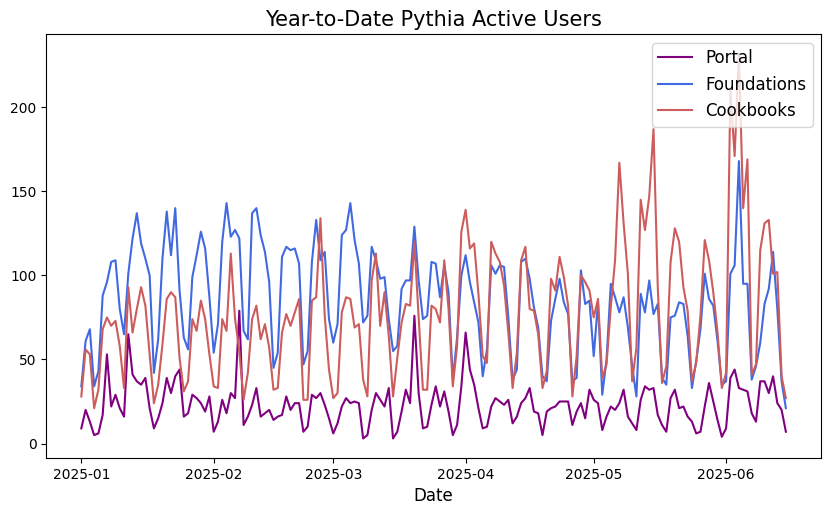 Year-to-Date Pythia Active Users
Portal
Foundations
Cookbooks
200
150
100
50
0
2025-01
2025-02
2025-03
2025-04
2025-05
2025-06
Date